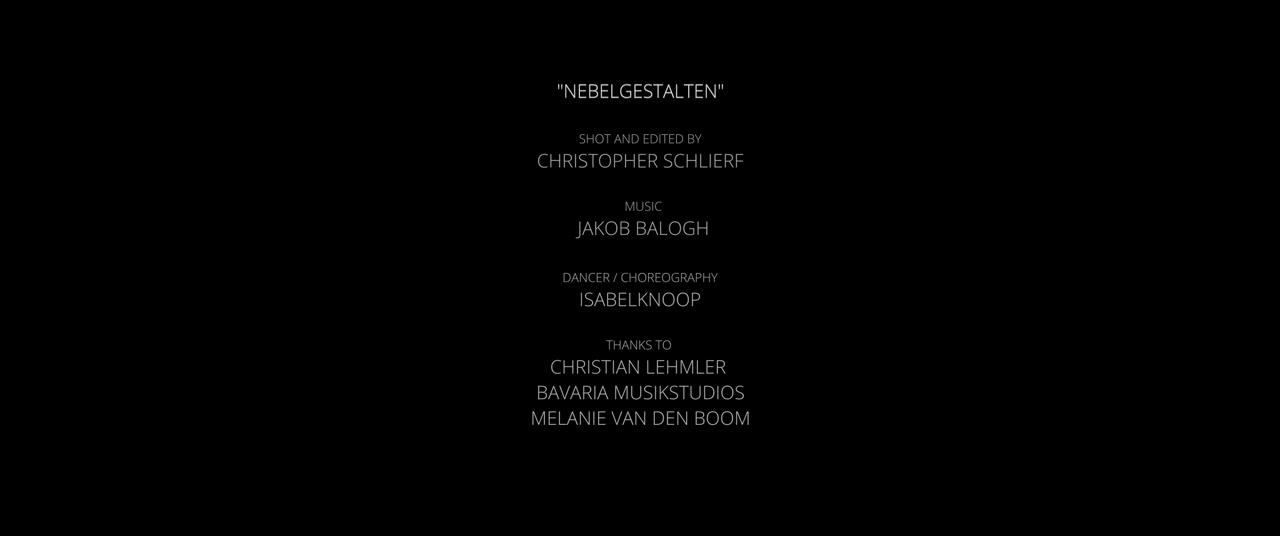 "NEBELGESTALTEN"
SHOT AND EDITED BY
CHRISTOPHER SCHLIERF
MUSIC
JAKOB BALOGH
DANCER / CHOREOGRAPHY
ISABELKNOOP
THANKS TO
CHRISTIAN LEHMLER
BAVARIA MUSIKSTUDIOS
MELANIE VAN DEN BOOM